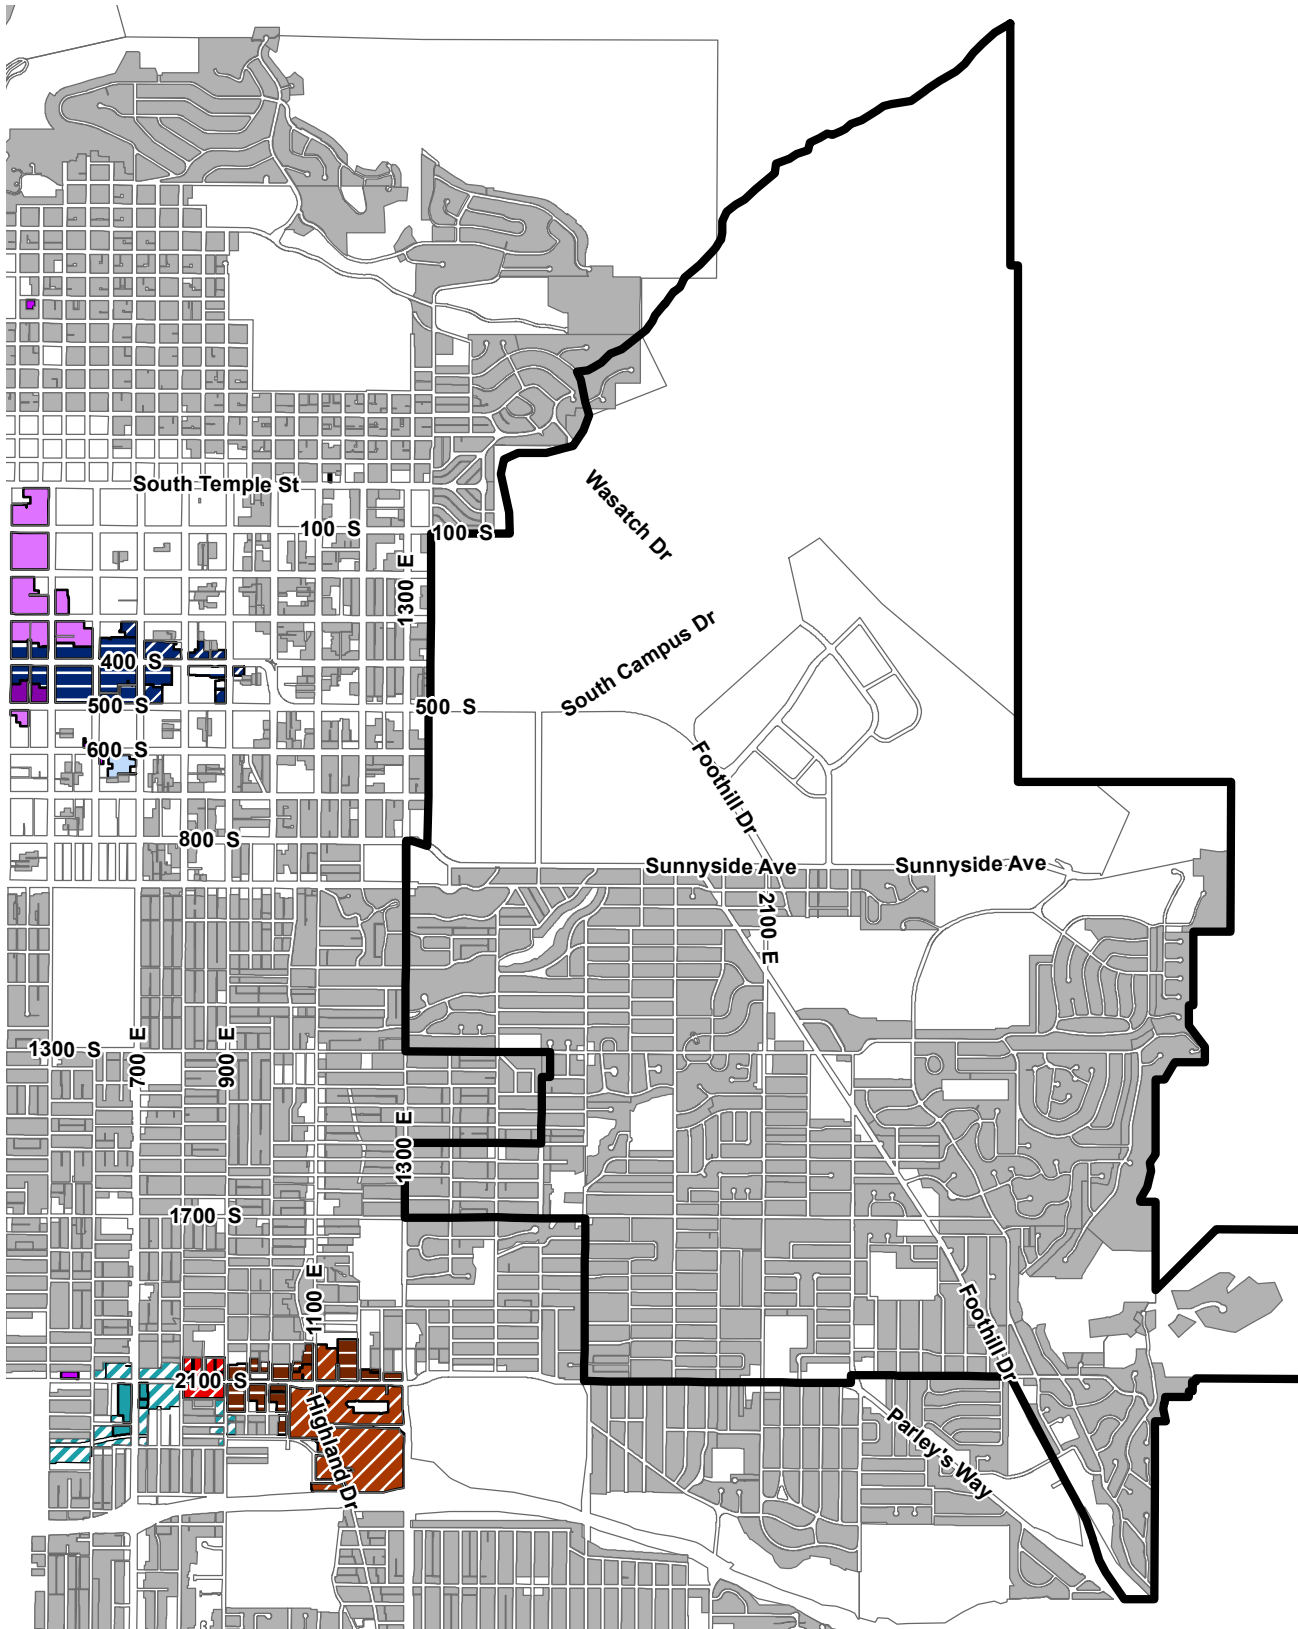 South Temple St
Wasatch Dr
100 S
100 S
1300 E
South Campus Dr
400 S
500 S
500 S
600 S
Foothill Dr
800 S
Sunnyside Ave
Sunnyside Ave
2100 E
1300 S
700 E
900 E
1300 E
1700 S
1100 E
Foothill Dr
2100 S
Highland Dr
Parley's Way